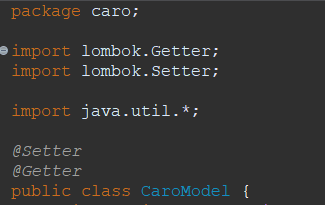 package caro;
import lombok.Getter;
import lombok.Setter;
import java.util.*;
@Setter
@Getter
public class CaroModel {